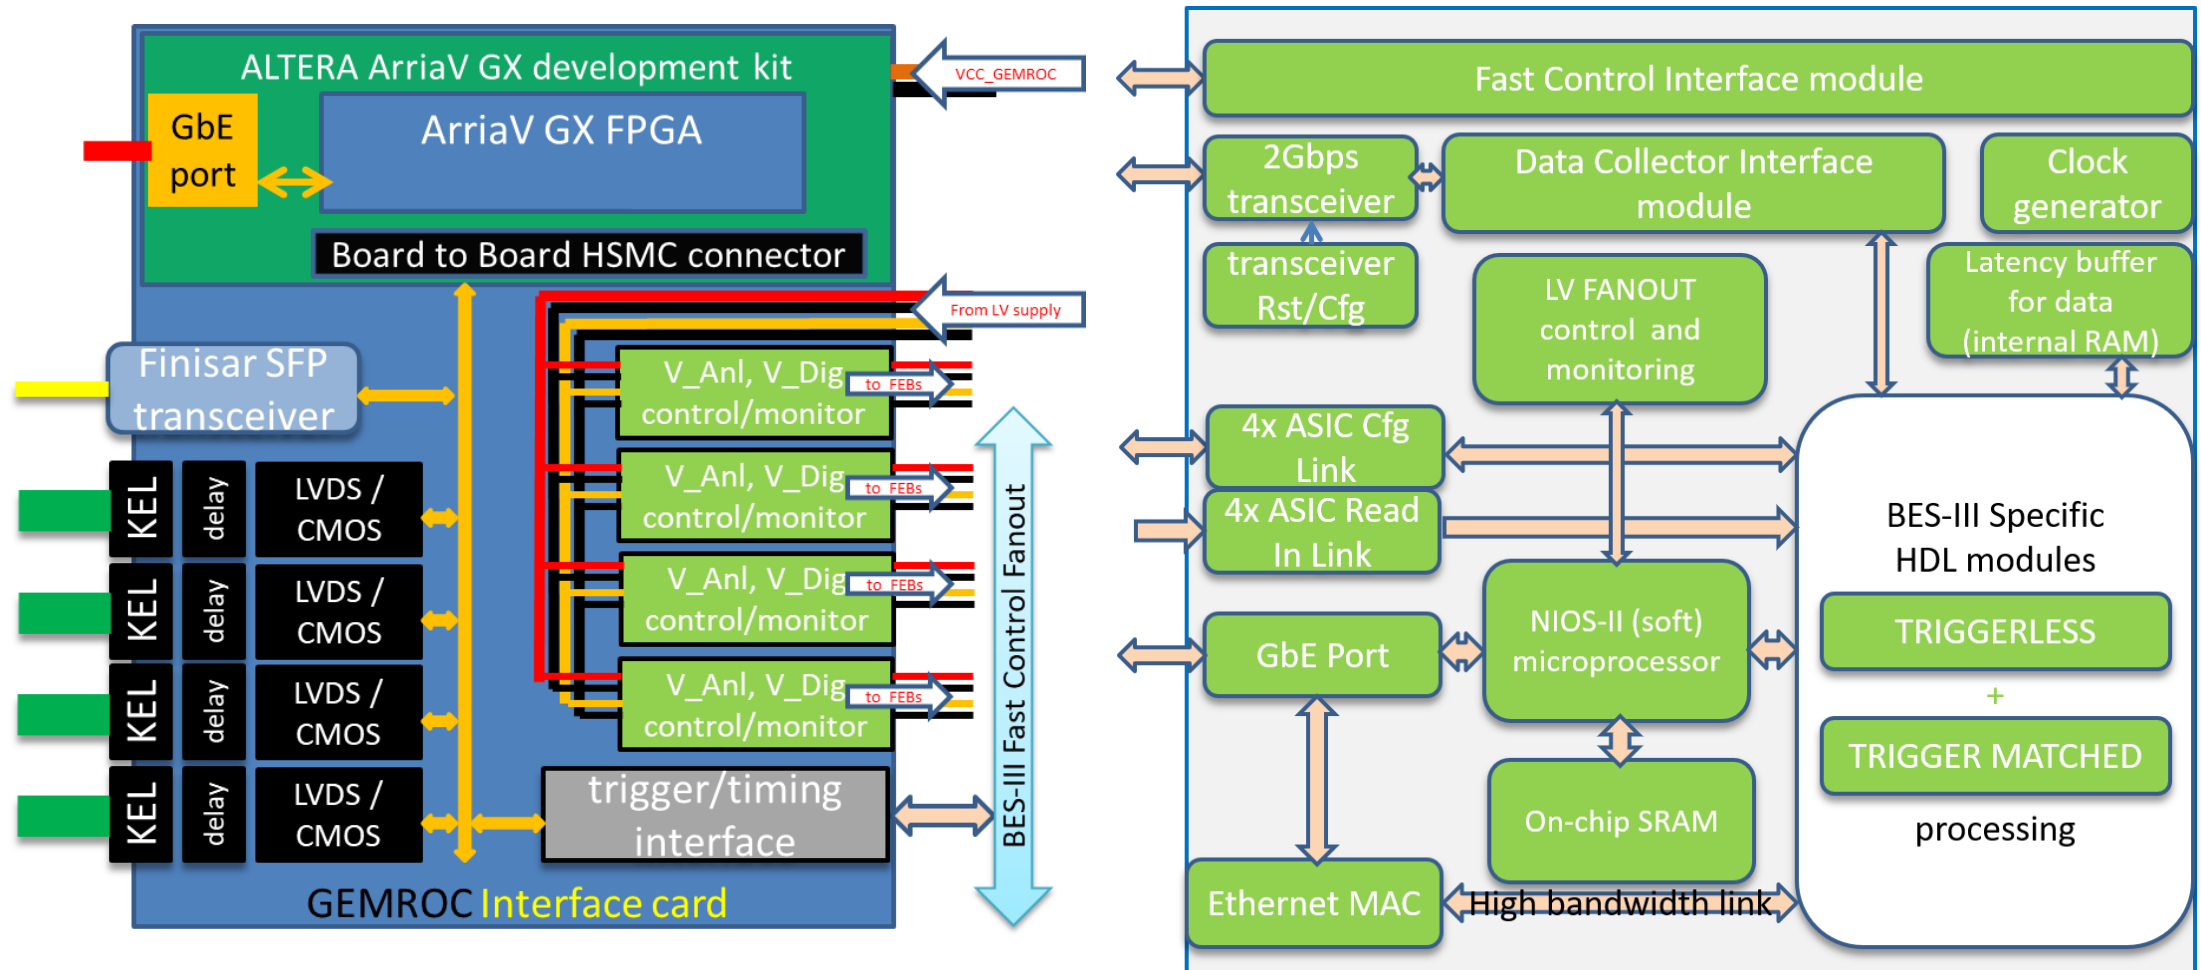 ALTERA ArriaV GX development kit
VCC_GEMROC
GbE
port
ArriaV GX FPGA
Board to Board HSMC connector
From LV supply
Finisar SFP
transceiver
V_Anl, V_Dig
control/monitor
to FEBs
V_Anl, V_Dig
control/monitor
to FEBs
V_Anl, V_Dig
control/monitor
to FEBs
V_Anl, V_Dig
control/monitor
to FEBs
KEL
delay
LVDS /
CMOS
KEL
delay
LVDS /
CMOS
KEL
delay
LVDS /
CMOS
KEL
delay
LVDS /
CMOS
trigger/timing
interface
BES-III Fast Control Fanout
GEMROC Interface card
Fast Control Interface module
2Gbps
transceiver
Data Collector Interface
module
Clock
generator
transceiver
Rst/Cfg
LV FANOUT
control and
monitoring
Latency buffer
for data
(internal RAM)
4x ASIC Cfg
Link
4x ASIC Read
In Link
BES-III Specific
HDL modules
TRIGGERLESS
+
TRIGGER MATCHED
processing
GbE Port
NIOS-II (soft)
microprocessor
On-chip SRAM
Ethernet MAC
High bandwidth link